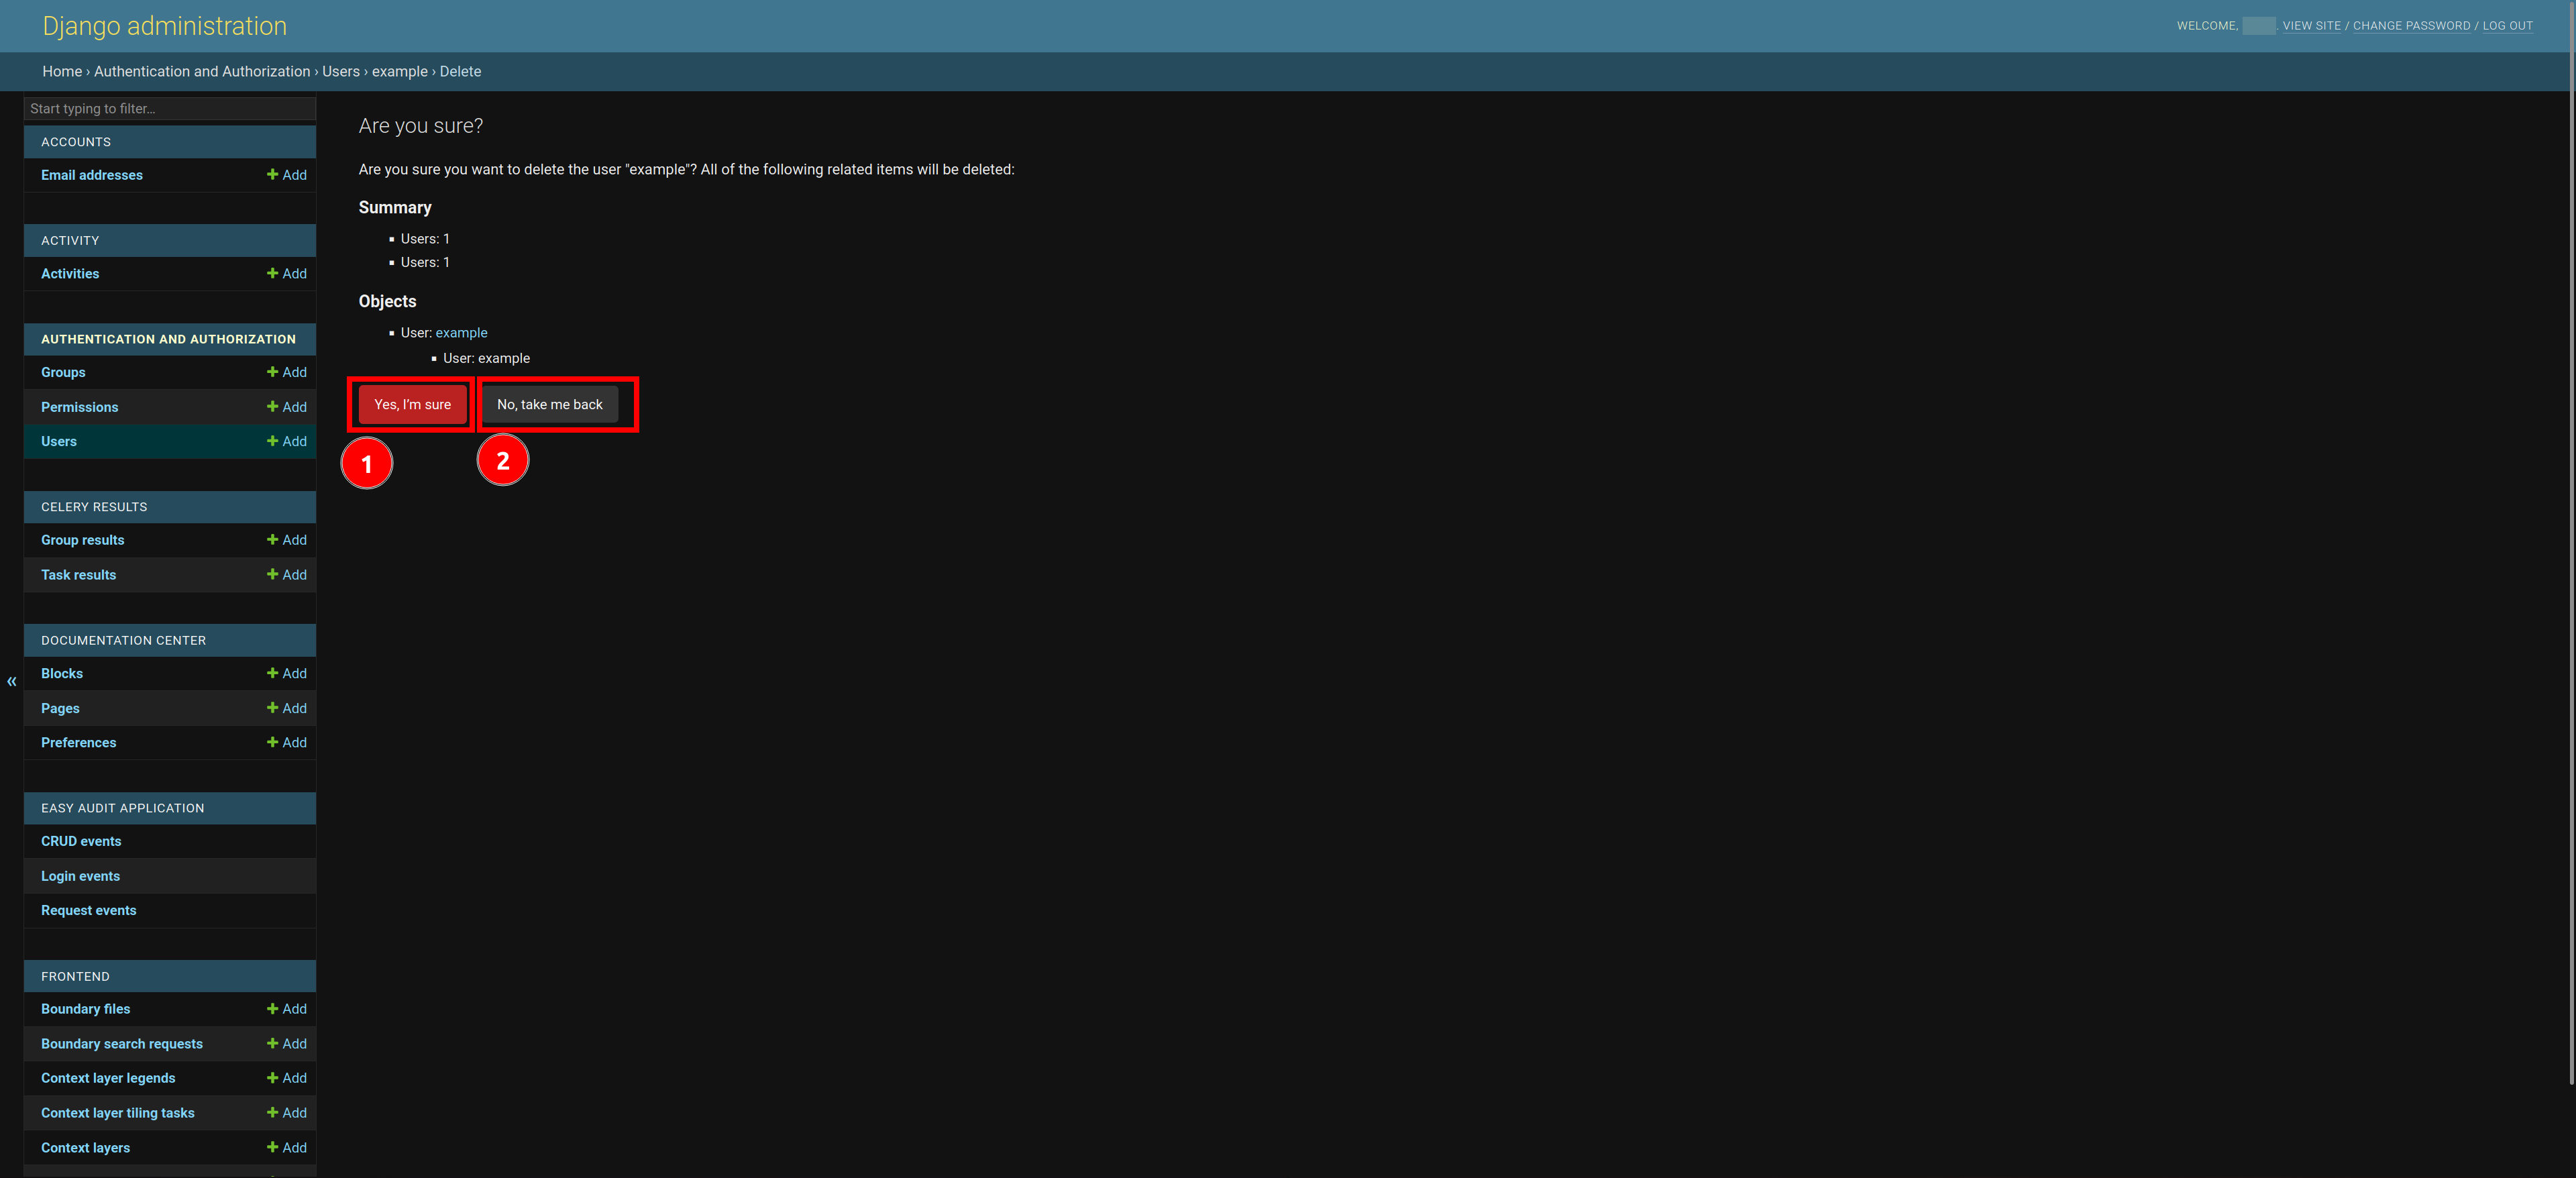 Django administration
WELCOME, . VIEW SITE / CHANGE PASSWORD / LOG OUT
Home › Authentication and Authorization › Users › example › Delete
Start typing to filter...
ACCOUNTS
Email addresses + Add
ACTIVITY
Activities + Add
AUTHENTICATION AND AUTHORIZATION
Groups + Add
Permissions + Add
Users + Add
CELERY RESULTS
Group results + Add
Task results + Add
DOCUMENTATION CENTER
Blocks + Add
Pages + Add
Preferences + Add
«
EASY AUDIT APPLICATION
CRUD events
Login events
Request events
FRONTEND
Boundary files + Add
Boundary search requests + Add
Context layer legends + Add
Context layer tiling tasks + Add
Context layers + Add
Are you sure?
Are you sure you want to delete the user "example"? All of the following related items will be deleted:
Summary
Users: 1
Users: 1
Objects
User: example
User: example
Yes, I'm sure
No, take me back
1
2